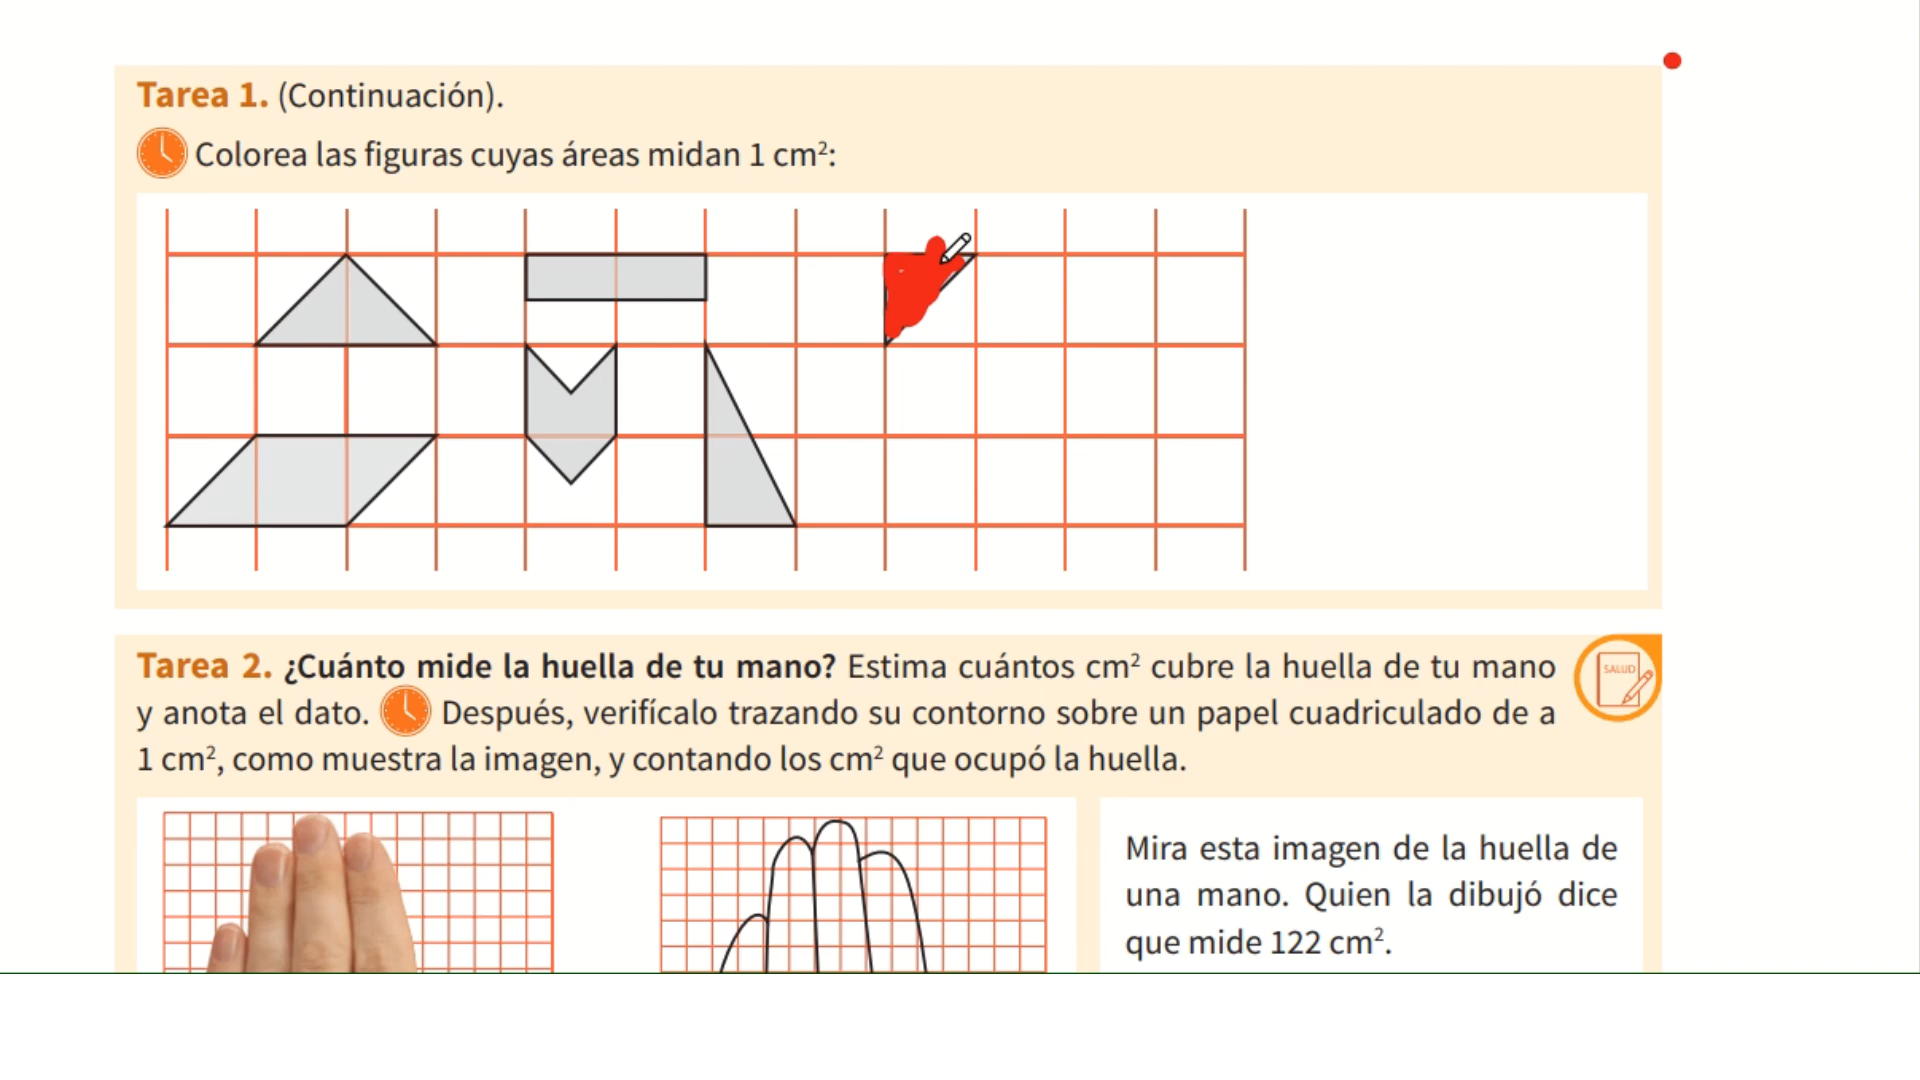 Tarea 1. (Continuación).
Colorea las figuras cuyas áreas midan 1 cm²:
Tarea 2. ¿Cuánto mide la huella de tu mano? Estima cuántos cm² cubre la huella de tu mano
SALUD
y anota el dato. Después, verifícalo trazando su contorno sobre un papel cuadriculado de a
1 cm², como muestra la imagen, y contando los cm² que ocupó la huella.
Mira esta imagen de la huella de
una mano. Quien la dibujó dice
que mide 122 cm².